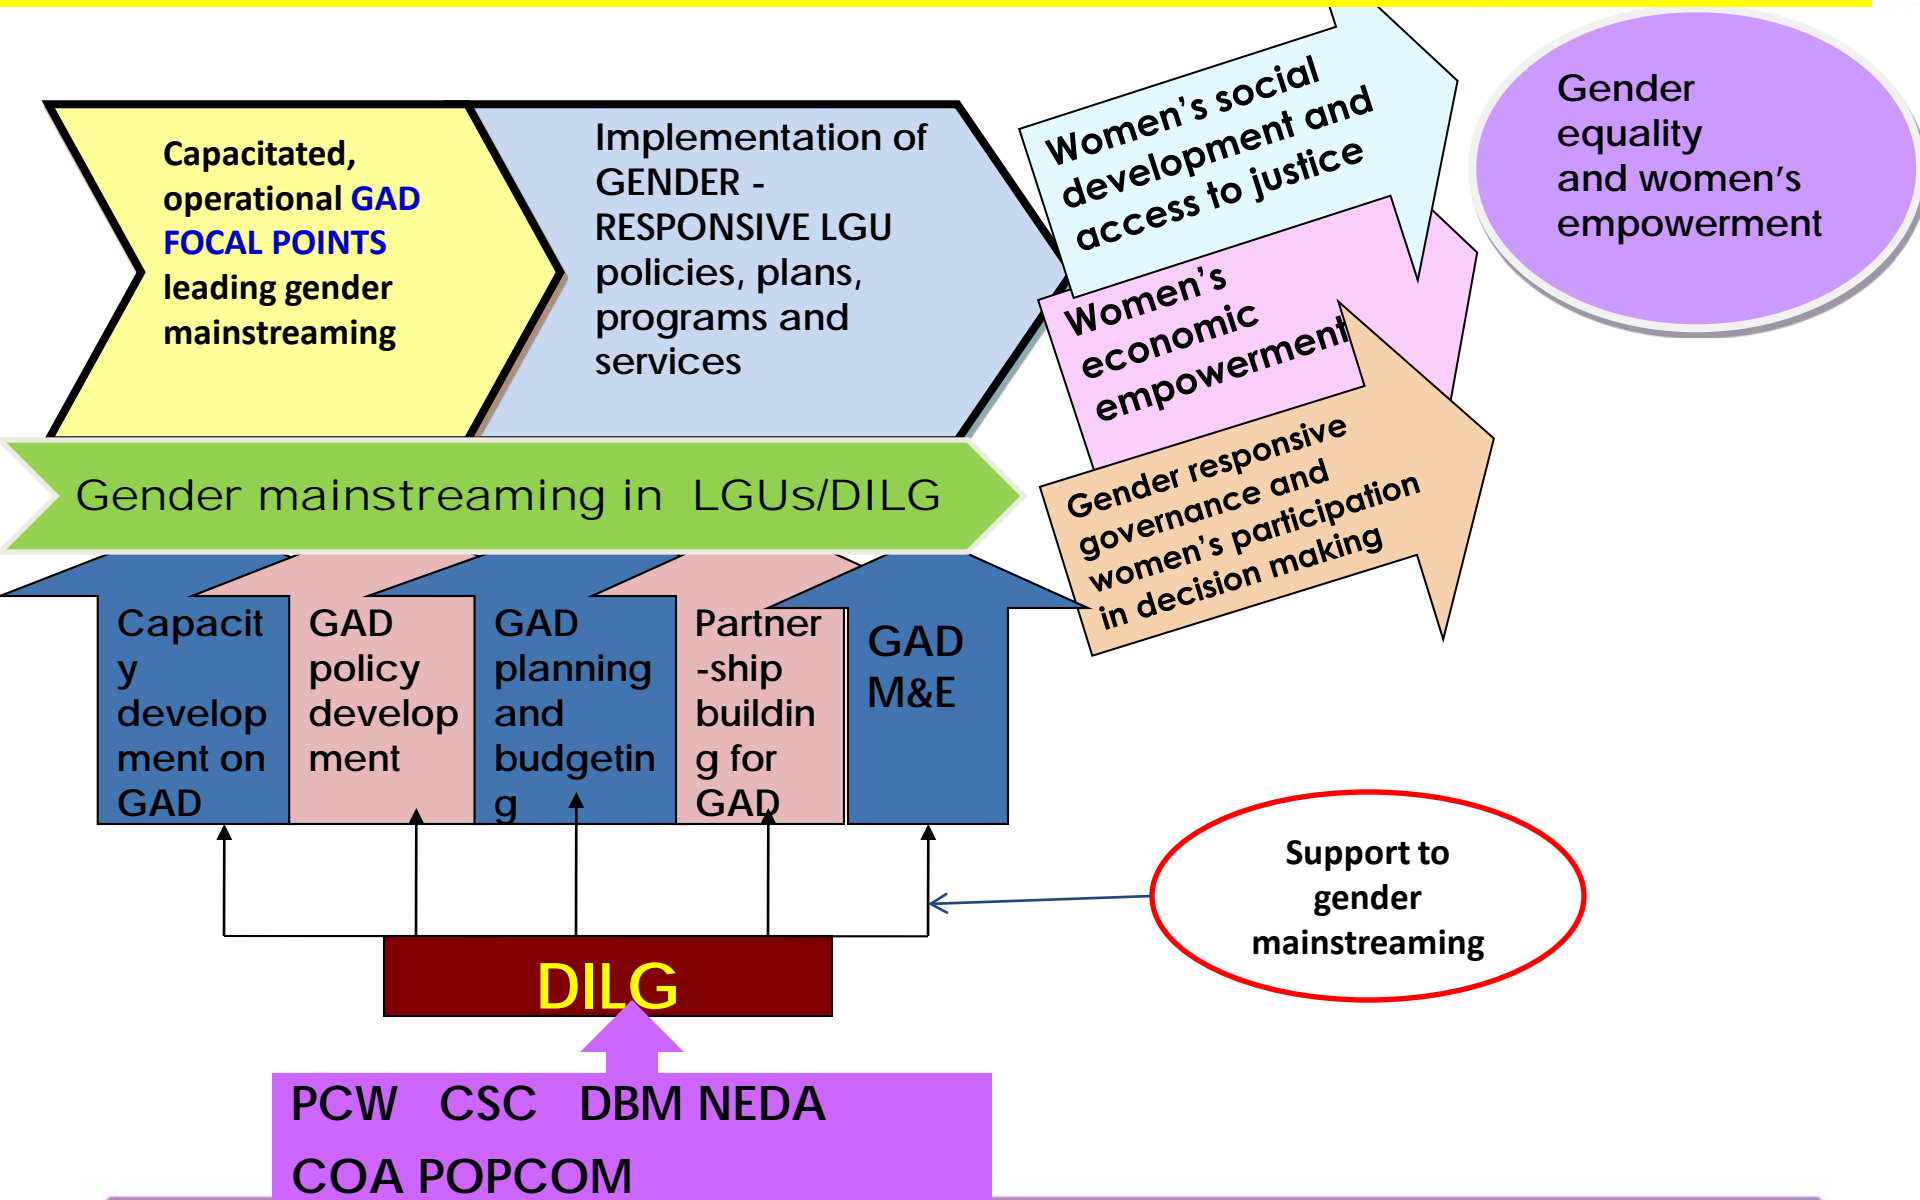 Capacitated,
operational GAD
FOCAL POINTS
leading gender
mainstreaming
Implementation of
GENDER -
RESPONSIVE LGU
policies, plans,
programs and
services
Women's social
development and
access to justice
Women's
economic
empowerment
Gender responsive
governance and
women's participation
in decision making
Gender
equality
and women's
empowerment
Gender mainstreaming in LGUs/DILG
Capacit
y
develop
ment on
GAD
GAD
policy
develop
ment
GAD
planning
and
budgetin
g
Partner
-ship
buildin
g for
GAD
GAD
M&E
Support to
gender
mainstreaming
DILG
PCW CSC DBM NEDA
COA POPCOM